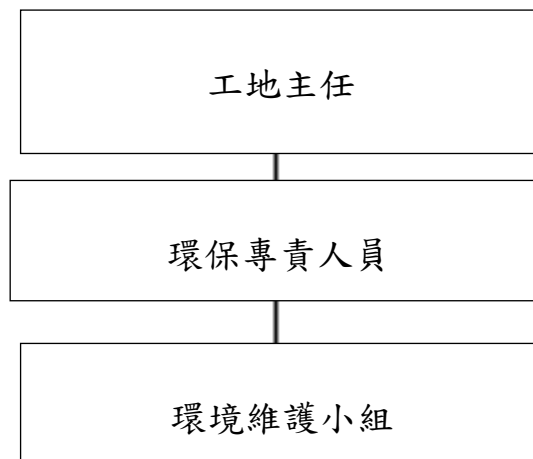 工地主任
環保專責人員
環境維護小組